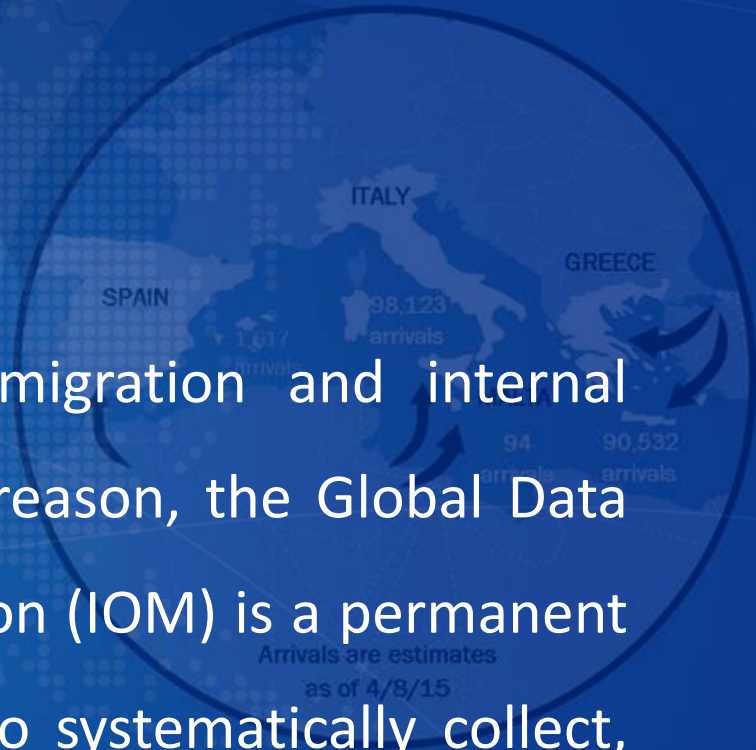 ITALY
GREECE
SPAIN
98,123
arrivals
1,617
arrivals
migration and internal
94
arrivals
90,532
arrivals
reason, the Global Data
on (IOM) is a permanent
Arrivals are estimates
as of 4/8/15
o systematically collect,